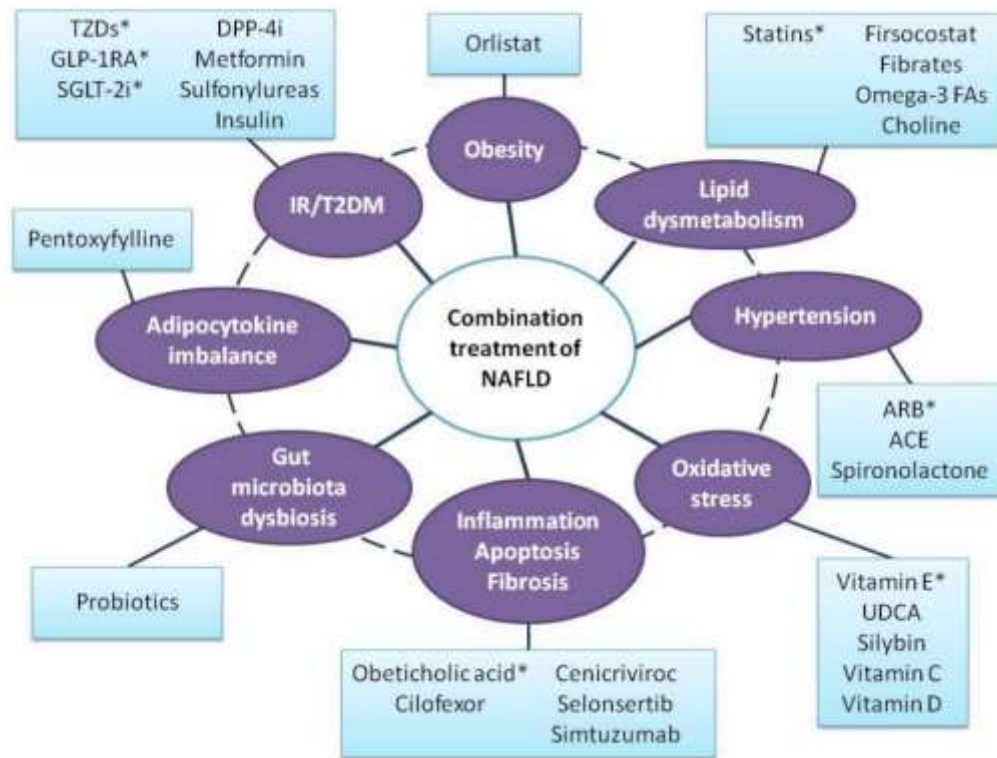 TZDs*
GLP-1RA*
SGLT-2i*
DPP-4i
Metformin
Sulfonylureas
Insulin
Orlistat
Statins*
Firsocostat
Fibrates
Omega-3 FAs
Choline
Obesity
IR/T2DM
Lipid
dysmetabolism
Pentoxyfylline
Adipocytokine
imbalance
Combination
treatment of
NAFLD
Hypertension
ARB*
ACE
Spironolactone
Gut
microbiota
dysbiosis
Oxidative
stress
Inflammation
Apoptosis
Fibrosis
Probiotics
Vitamin E*
UDCA
Silybin
Vitamin C
Vitamin D
Obeticholic acid*
Cilofexor
Cenicriviroc
Selonsertib
Simtuzumab